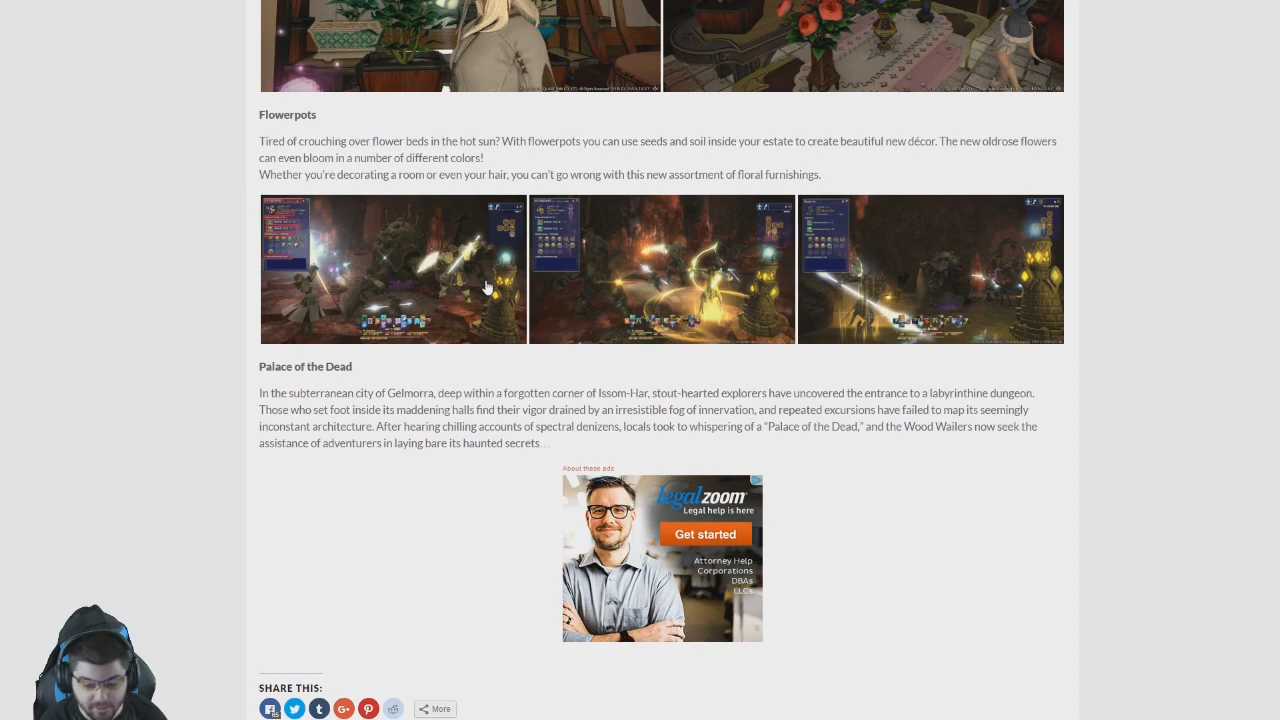 Flowerpots
Tired of crouching over flower beds in the hot sun? With flowerpots you can use seeds and soil inside your estate to create beautiful new décor. The new oldrose flowers
can even bloom in a number of different colors!
Whether you're decorating a room or even your hair, you can't go wrong with this new assortment of floral furnishings.
Palace of the Dead
In the subterranean city of Gelmorra, deep within a forgotten corner of Issom-Har, stout-hearted explorers have uncovered the entrance to a labyrinthine dungeon.
Those who set foot inside its maddening halls find their vigor drained by an irresistible fog of innervation, and repeated excursions have failed to map its seemingly
inconstant architecture. After hearing chilling accounts of spectral denizens, locals took to whispering of a "Palace of the Dead," and the Wood Wailers now seek the
assistance of adventurers in laying bare its haunted secrets…
About these ads
legalzoom
Legal help is here
Get started
Attorney Help
Corporations
DBAs
LLCs
SHARE THIS:
More